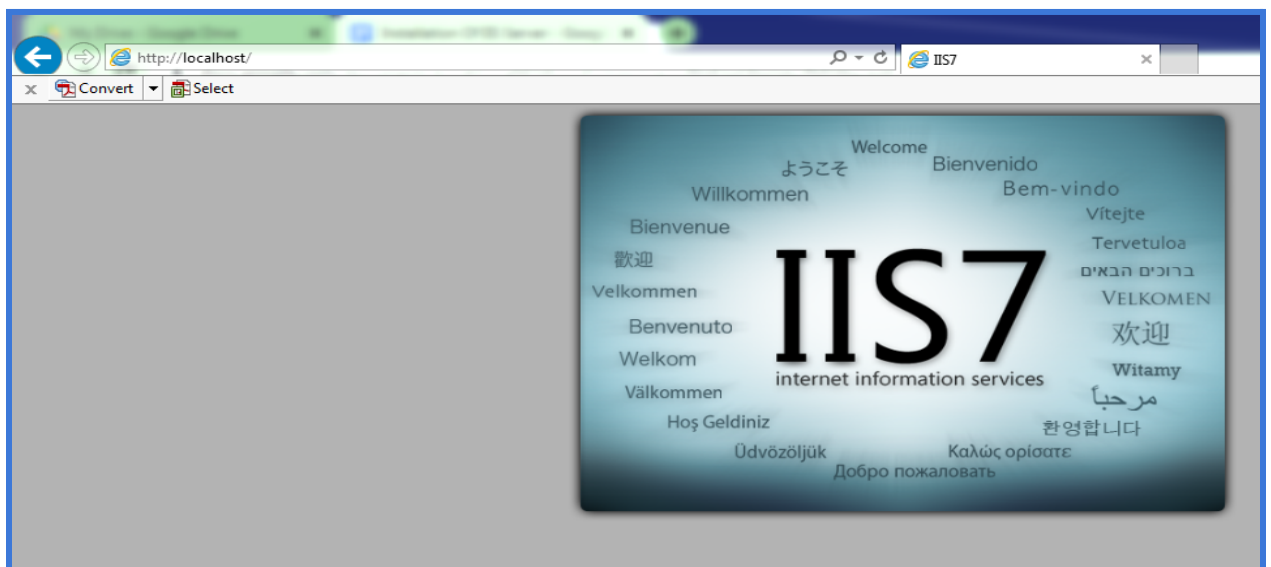 http://localhost/
IIS7
Convert
Select
Welcome
ようこそ
Bienvenido
Willkommen
Bem-vindo
Bienvenue
Vítejte
歡迎
Tervetuloa
ברוכים הבאים
Velkommen
VELKOMEN
Benvenuto
欢迎
Welkom
Witamy
IIS7
internet information services
Välkommen
مرحباً
Hoş Geldiniz
환영합니다
Üdvözöljük
Καλώς ορίσατε
Добро пожаловать